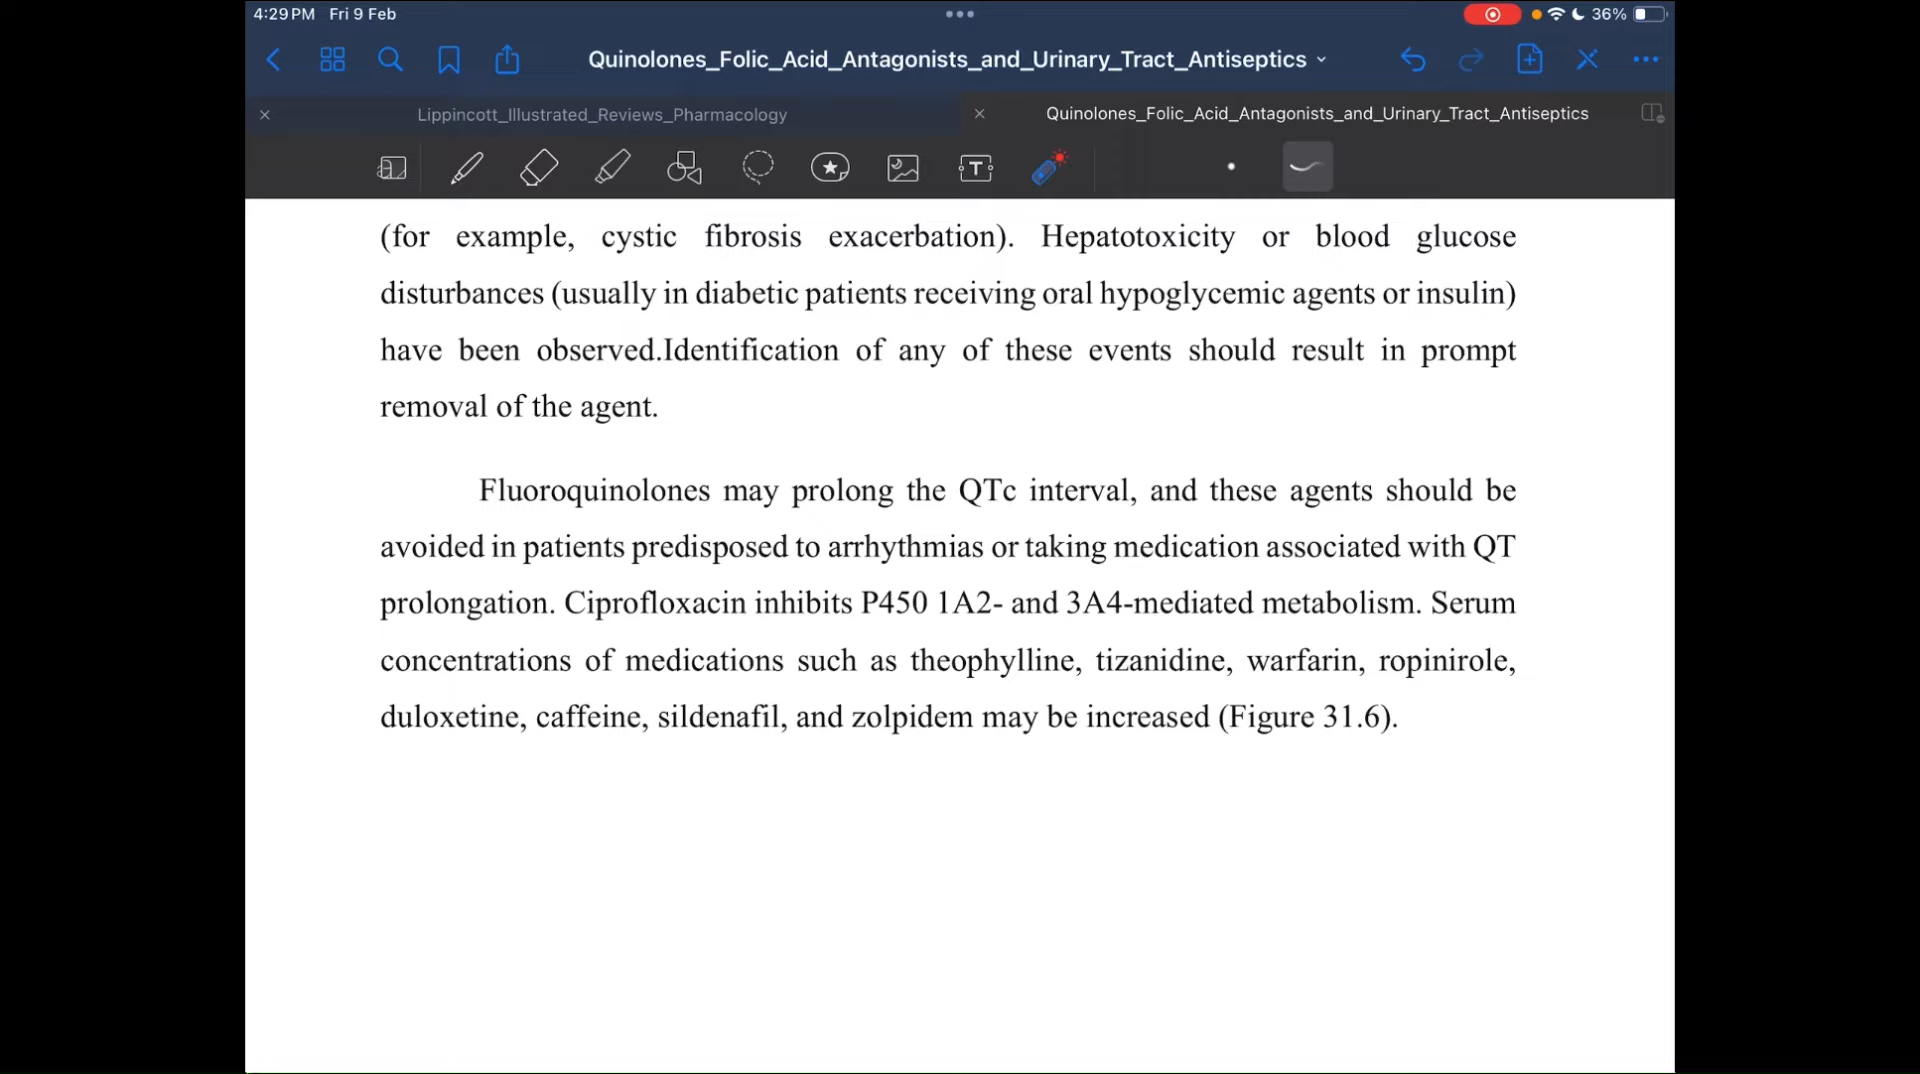 4:29 PM Fri 9 Feb
36%
Quinolones_Folic_Acid_Antagonists_and_Urinary_Tract_Antiseptics
Lippincott_Illustrated_Reviews_Pharmacology
Quinolones_Folic_Acid_Antagonists_and_Urinary_Tract_Antiseptics
(for example, cystic fibrosis exacerbation). Hepatotoxicity or blood glucose
disturbances (usually in diabetic patients receiving oral hypoglycemic agents or insulin)
have been observed.Identification of any of these events should result in prompt
removal of the agent.
Fluoroquinolones may prolong the QTc interval, and these agents should be
avoided in patients predisposed to arrhythmias or taking medication associated with QT
prolongation. Ciprofloxacin inhibits P450 1A2- and 3A4-mediated metabolism. Serum
concentrations of medications such as theophylline, tizanidine, warfarin, ropinirole,
duloxetine, caffeine, sildenafil, and zolpidem may be increased (Figure 31.6).